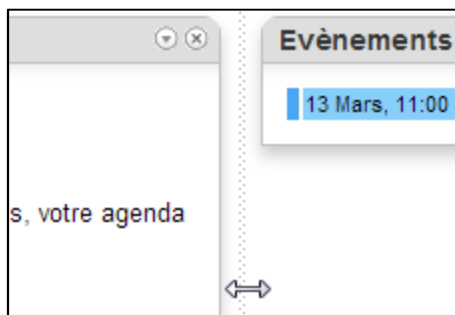 Evènements
13 Mars, 11:00
s, votre agenda